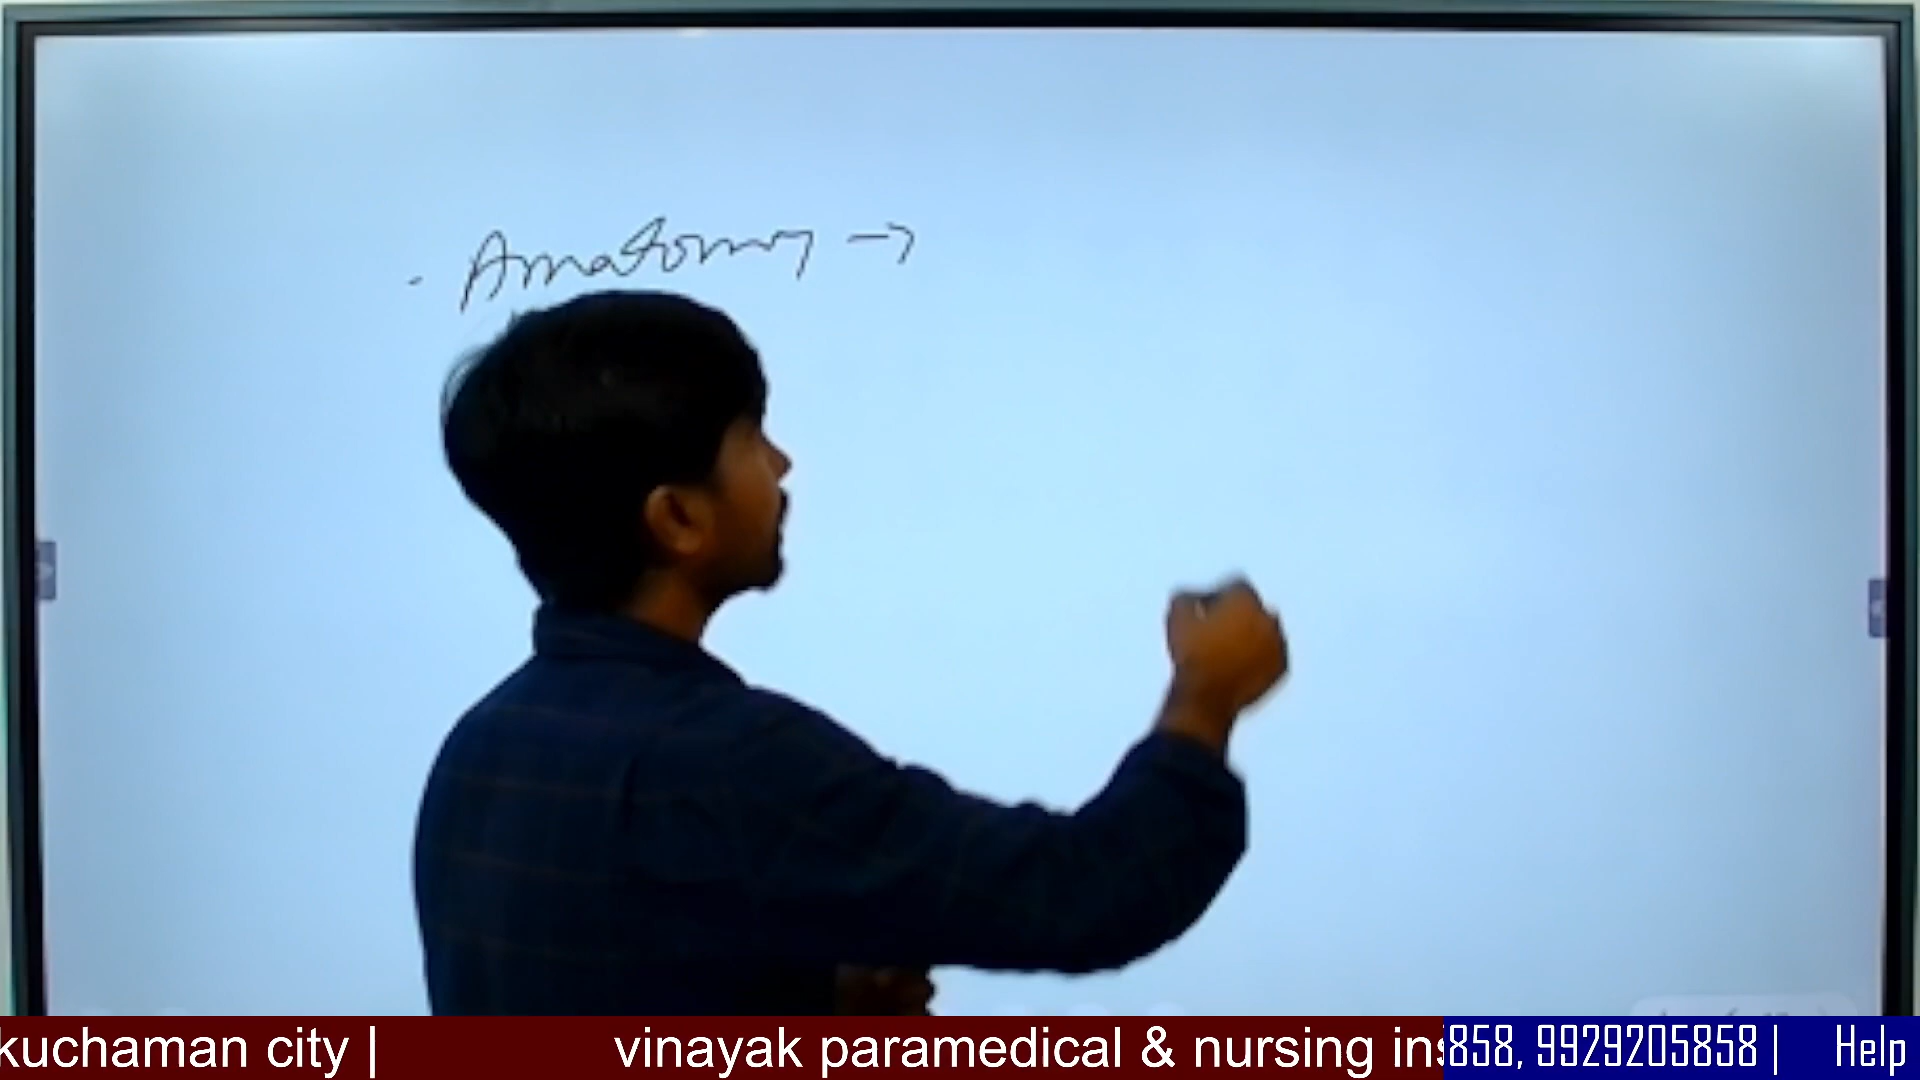 . Anatomy →
kuchaman city | vinayak paramedical & nursing ins
858, 9929205858 | Help